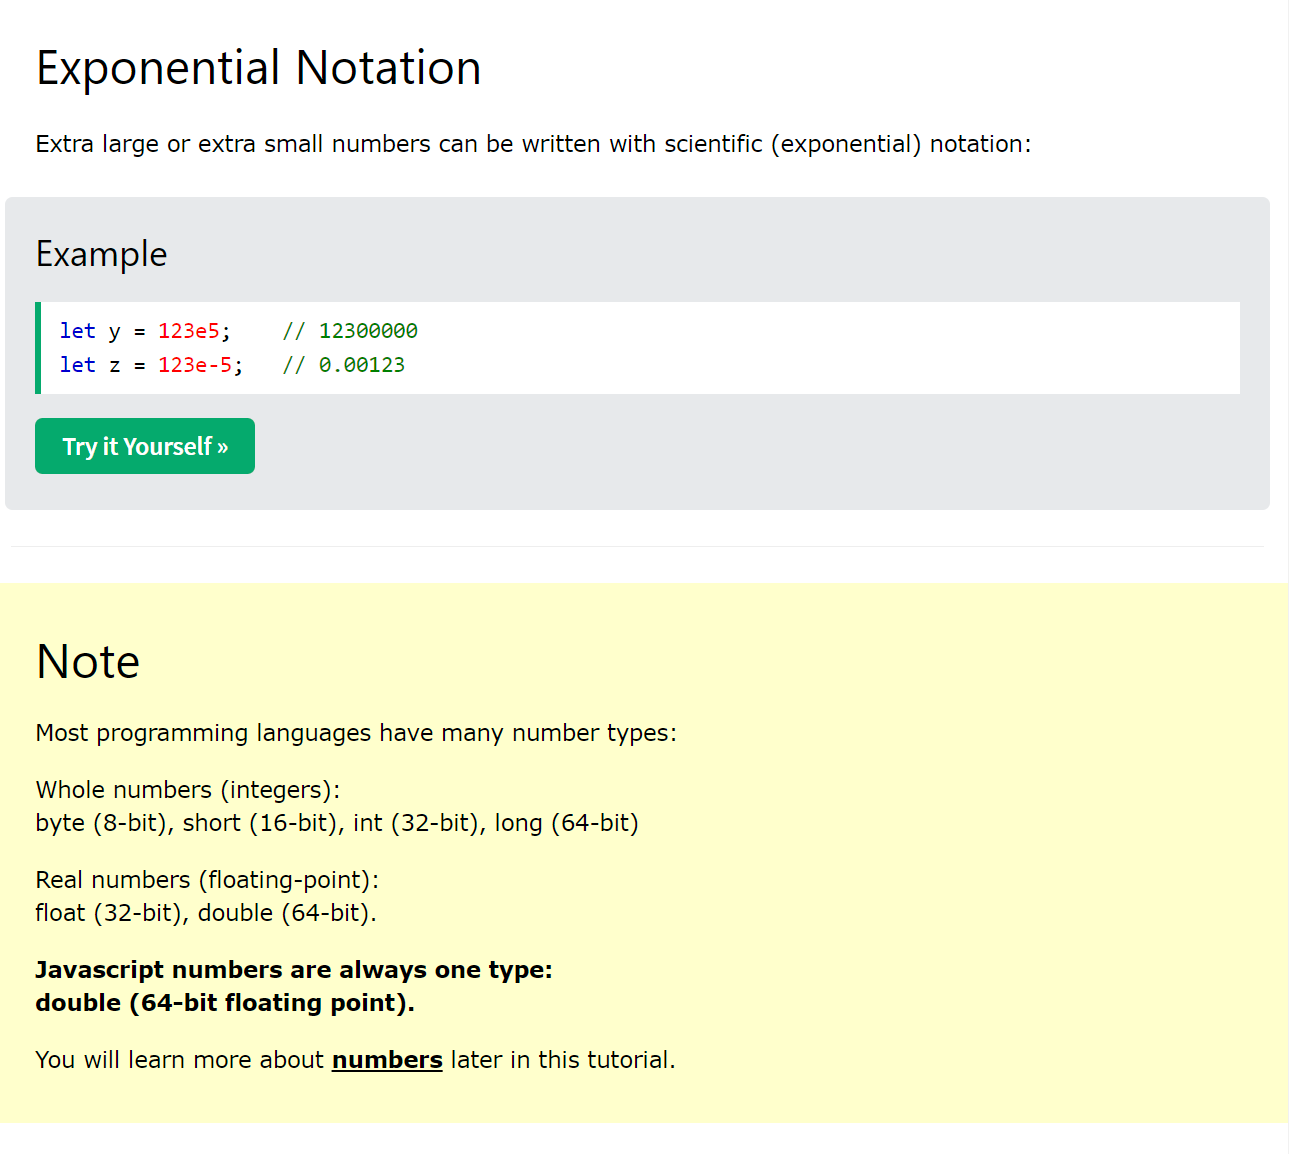 Exponential Notation
Extra large or extra small numbers can be written with scientific (exponential) notation:
Example
let y = 123e5;    // 12300000
let z = 123e-5;   // 0.00123
Try it Yourself »
Note
Most programming languages have many number types:
Whole numbers (integers):
byte (8-bit), short (16-bit), int (32-bit), long (64-bit)
Real numbers (floating-point):
float (32-bit), double (64-bit).
Javascript numbers are always one type:
double (64-bit floating point).
You will learn more about numbers later in this tutorial.